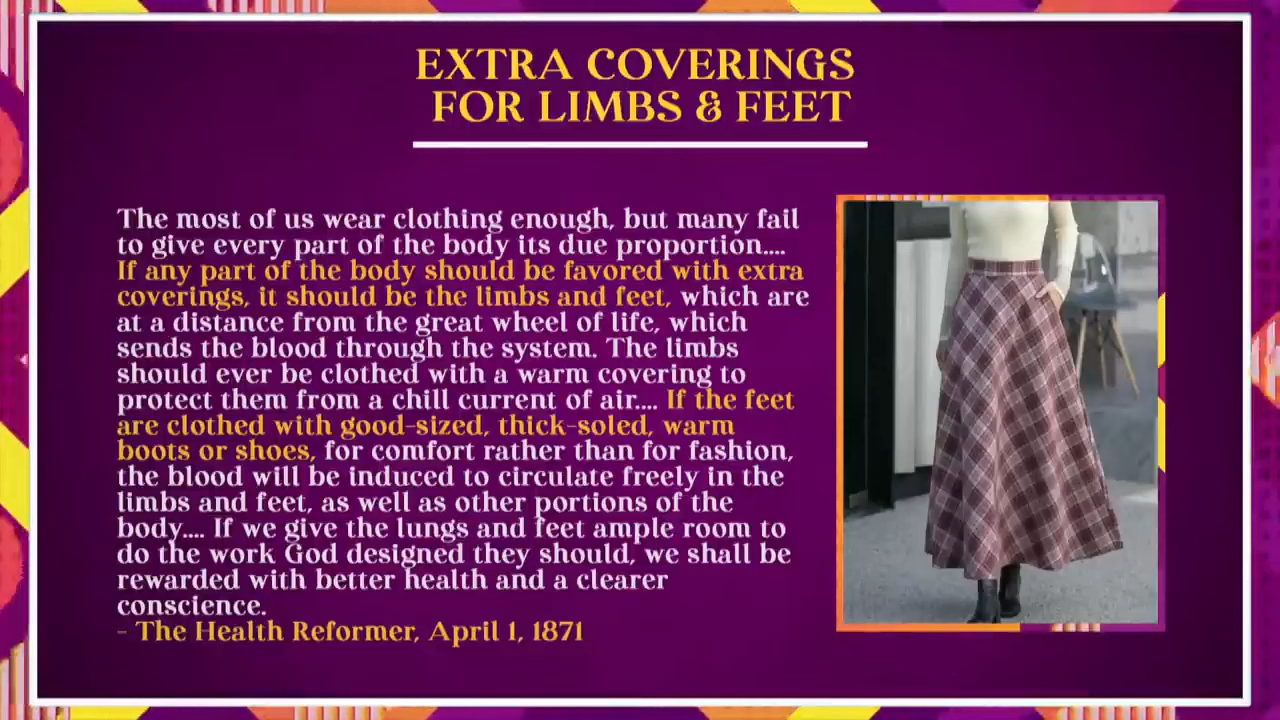 EXTRA COVERINGS
FOR LIMBS & FEET
The most of us wear clothing enough, but many fail
to give every part of the body its due proportion....
If any part of the body should be favored with extra
coverings, it should be the limbs and feet, which are
at a distance from the great wheel of life, which
sends the blood through the system. The limbs
should ever be clothed with a warm covering to
protect them from a chill current of air.... If the feet
are clothed with good-sized, thick-soled, warm
boots or shoes, for comfort rather than for fashion,
the blood will be induced to circulate freely in the
limbs and feet, as well as other portions of the
body.... If we give the lungs and feet ample room to
do the work God designed they should, we shall be
rewarded with better health and a clearer
conscience.
- The Health Reformer, April 1, 1871